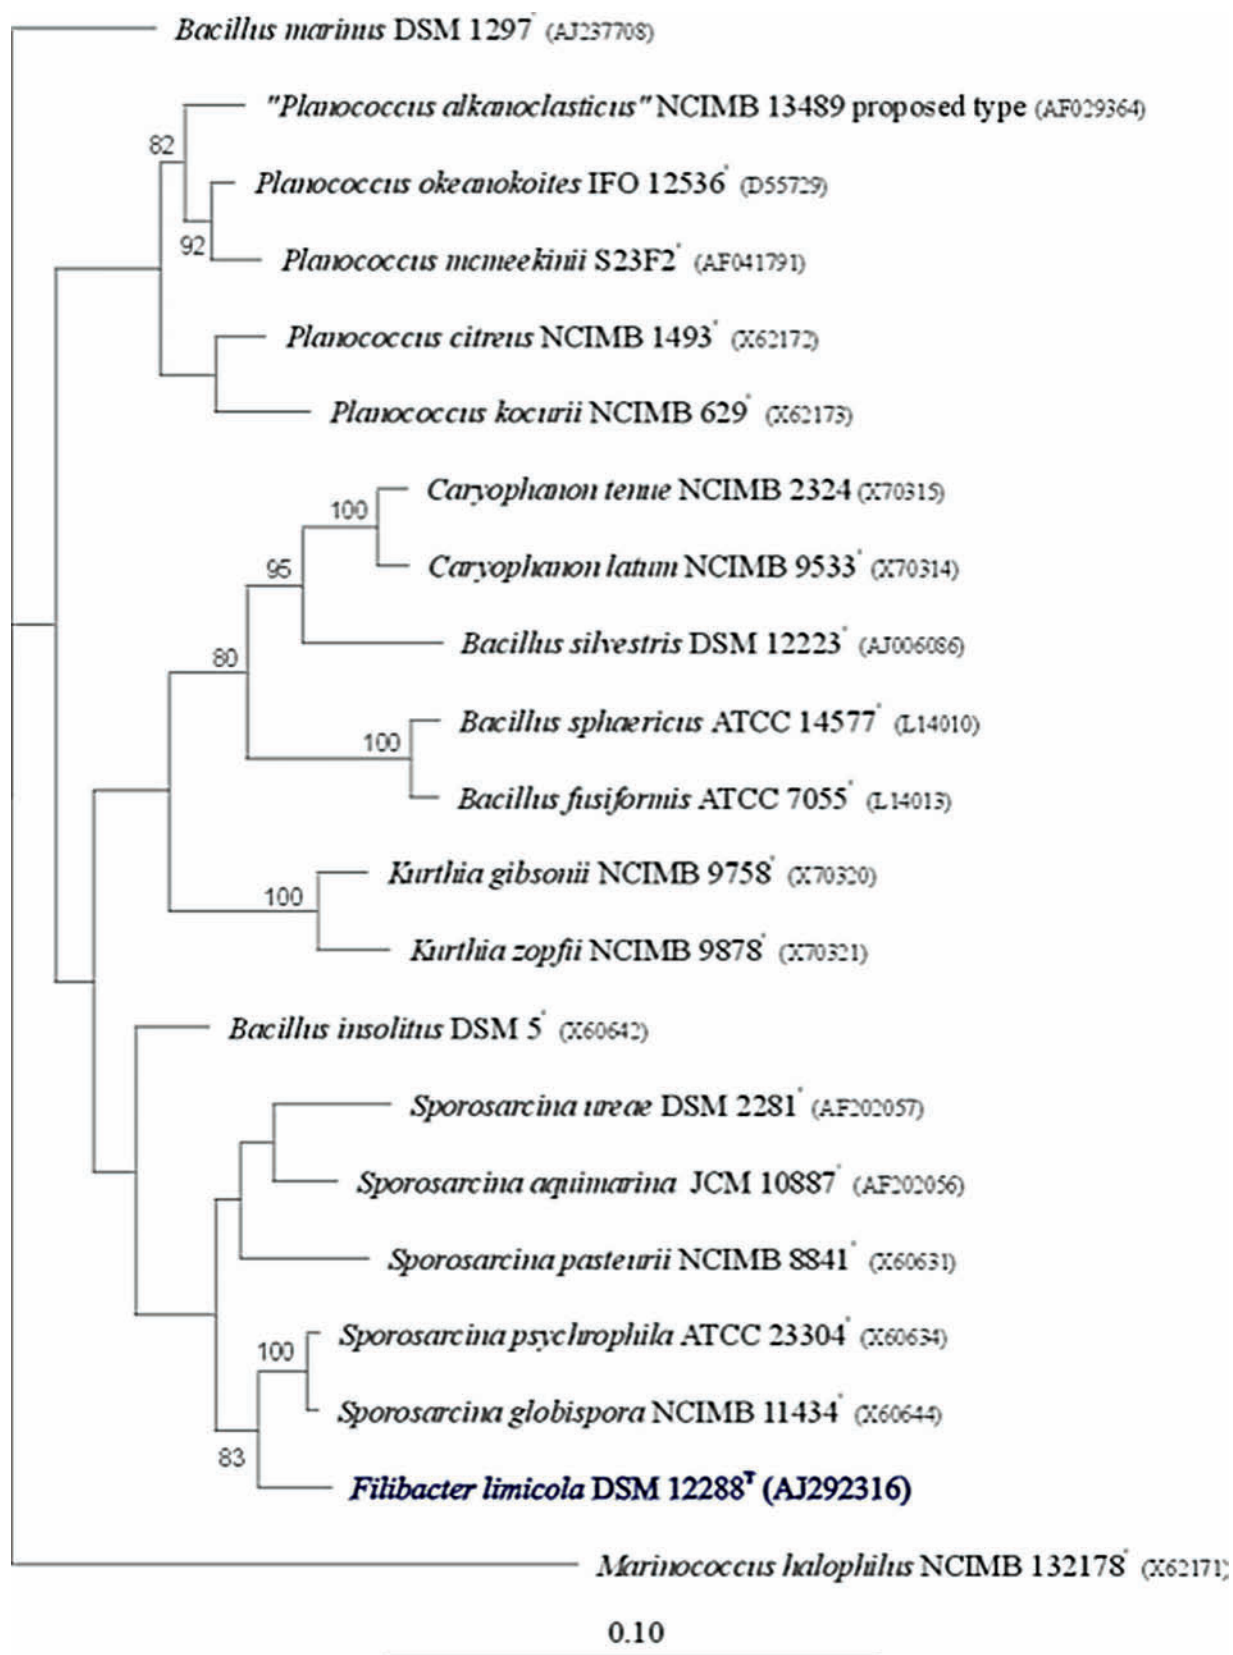 Bacillus marinus DSM 1297 (AJ237708)
"Planococcus alkanoclasticus" NCIMB 13489 proposed type (AF029364)
82
Planococcus okeanokoites IFO 12536 (D55729)
92
Planococcus mcmeekinii S23F2 (AF041791)
Planococcus citreus NCIMB 1493 (X62172)
Planococcus kocurii NCIMB 629 (X62173)
Caryophanon tenue NCIMB 2324 (X70315)
100
Caryophanon latum NCIMB 9533 (X70314)
95
Bacillus silvestris DSM 12223 (AJ006086)
80
Bacillus sphaericus ATCC 14577 (L14010)
100
Bacillus fusiformis ATCC 7055 (L14013)
Kurthia gibsonii NCIMB 9758 (X70320)
100
Kurthia zopfii NCIMB 9878 (X70321)
Bacillus insolitus DSM 5 (X60642)
Sporosarcina ureae DSM 2281 (AF202057)
Sporosarcina aquimarina JCM 10887 (AF202056)
Sporosarcina pasteurii NCIMB 8841 (X60631)
Sporosarcina psychrophila ATCC 23304 (X60634)
100
Sporosarcina globispora NCIMB 11434 (X60644)
83
Filibacter limicola DSM 12288ᵀ (AJ292316)
Marinococcus halophilus NCIMB 132178 (X62171)
0.10